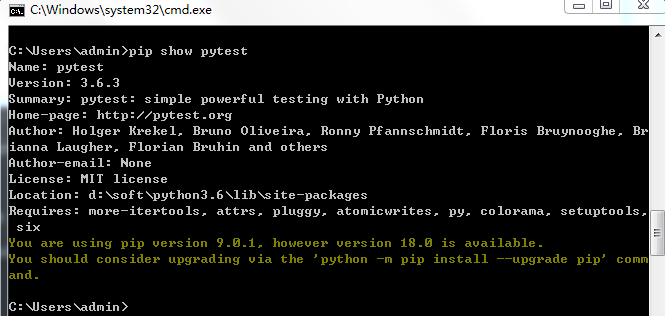 C:\Windows\system32\cmd.exe
C:\Users\admin>pip show pytest
Name: pytest
Version: 3.6.3
Summary: pytest: simple powerful testing with Python
Home-page: http://pytest.org
Author: Holger Krekel, Bruno Oliveira, Ronny Pfannschmidt, Floris Bruynooghe, Br
ianna Laugher, Florian Bruhin and others
Author-email: None
License: MIT license
Location: d:\soft\python3.6\lib\site-packages
Requires: more-itertools, attrs, pluggy, atomicwrites, py, colorama, setuptools,
 six
You are using pip version 9.0.1, however version 18.0 is available.
You should consider upgrading via the 'python -m pip install --upgrade pip' comm
and.
C:\Users\admin>